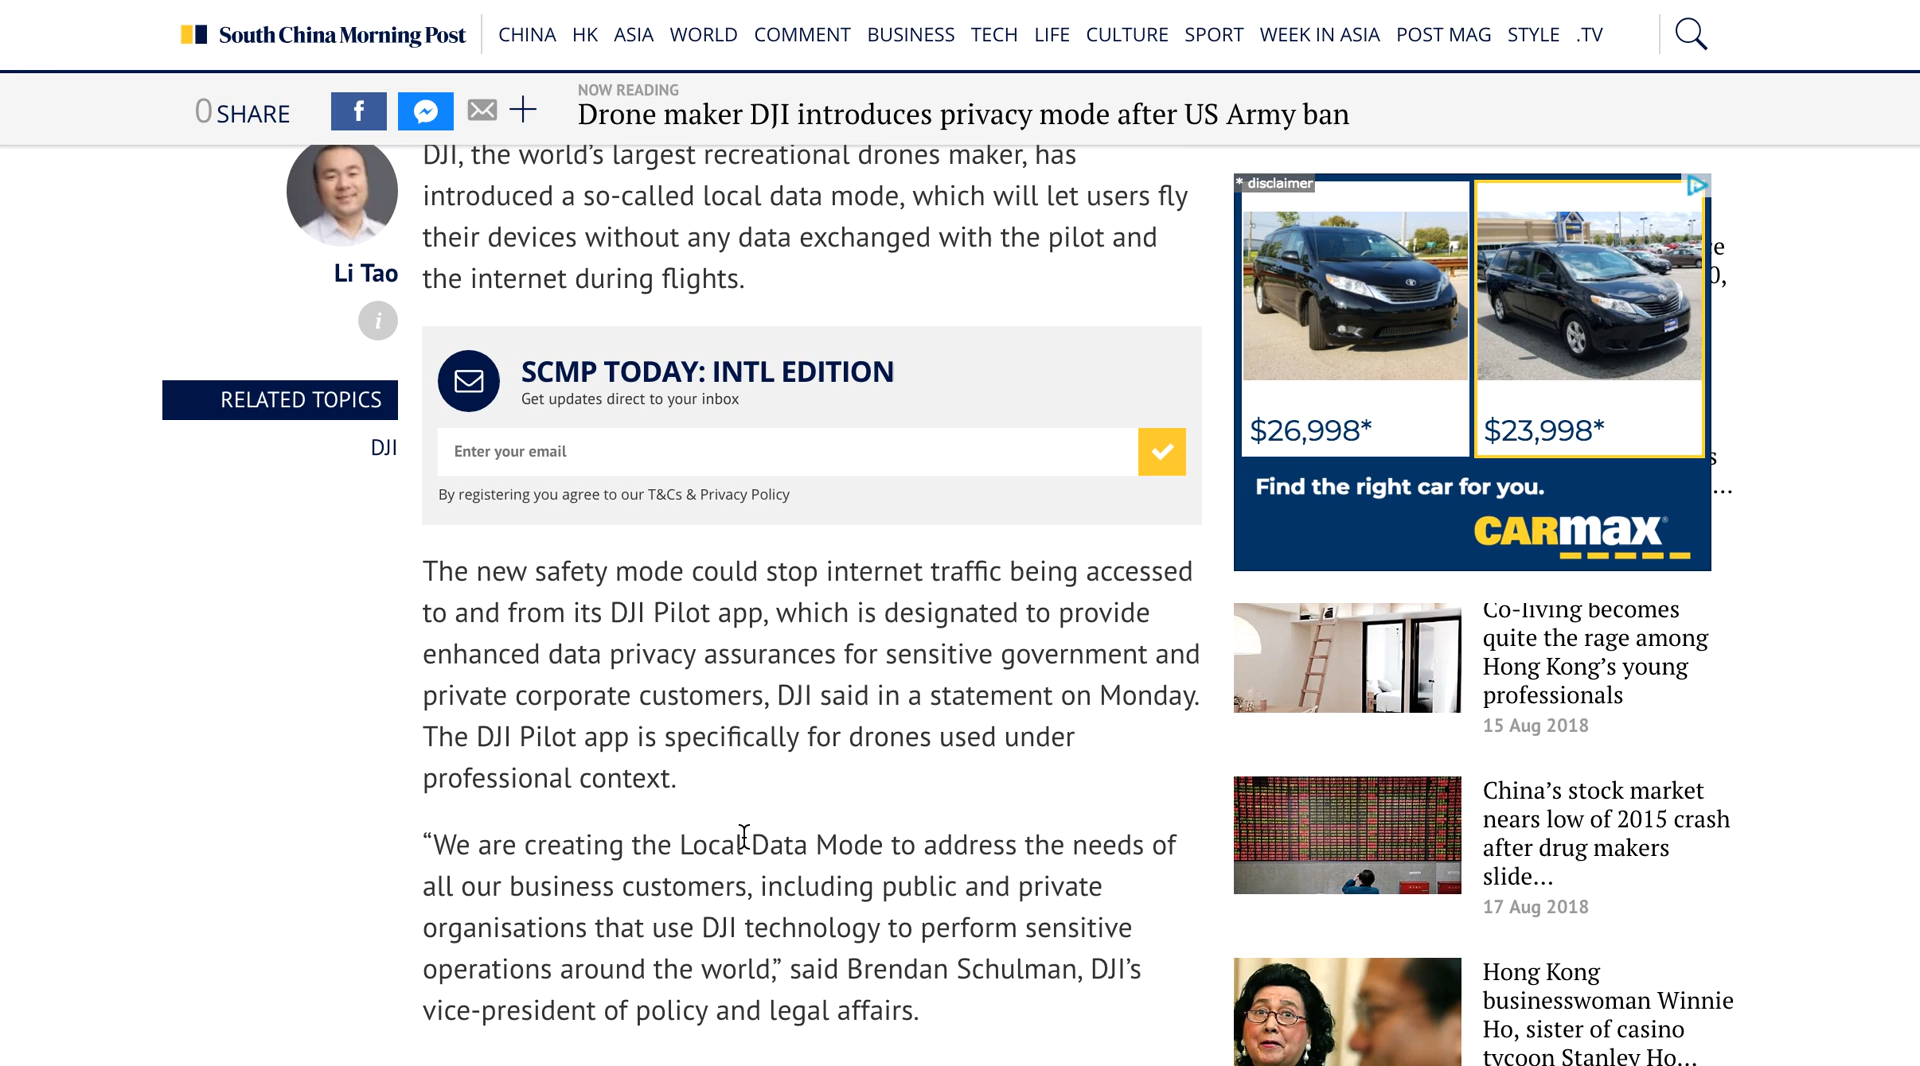 South China Morning Post
CHINA HK ASIA WORLD COMMENT BUSINESS TECH LIFE CULTURE SPORT WEEK IN ASIA POST MAG STYLE .TV
0 SHARE
NOW READING
Drone maker DJI introduces privacy mode after US Army ban
Li Tao
i
RELATED TOPICS
DJI
DJI, the world’s largest recreational drones maker, has
introduced a so-called local data mode, which will let users fly
their devices without any data exchanged with the pilot and
the internet during flights.
SCMP TODAY: INTL EDITION
Get updates direct to your inbox
Enter your email
By registering you agree to our T&Cs & Privacy Policy
The new safety mode could stop internet traffic being accessed
to and from its DJI Pilot app, which is designated to provide
enhanced data privacy assurances for sensitive government and
private corporate customers, DJI said in a statement on Monday.
The DJI Pilot app is specifically for drones used under
professional context.
“We are creating the Local Data Mode to address the needs of
all our business customers, including public and private
organisations that use DJI technology to perform sensitive
operations around the world,” said Brendan Schulman, DJI’s
vice-president of policy and legal affairs.
* disclaimer
$26,998*
$23,998*
Find the right car for you.
CARMAX
Co-living becomes
quite the rage among
Hong Kong’s young
professionals
15 Aug 2018
China’s stock market
nears low of 2015 crash
after drug makers
slide...
17 Aug 2018
Hong Kong
businesswoman Winnie
Ho, sister of casino
tycoon Stanley Ho...